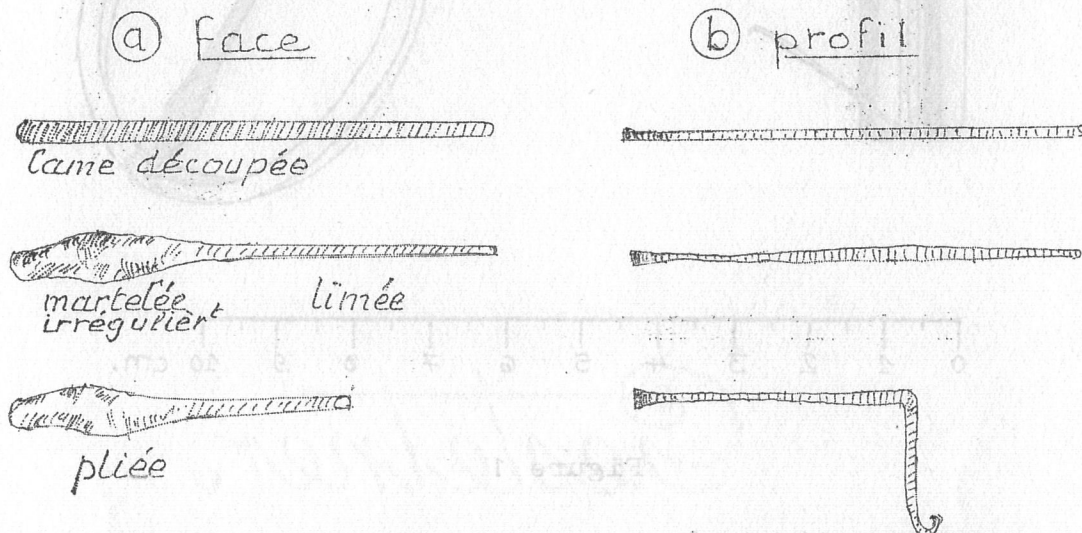 a face
b profil
lame découpée
martelée limée
irrégulièrt
pliée
0 1 2 3 4 5 6 7 8 9 10 cm.
Figure 1